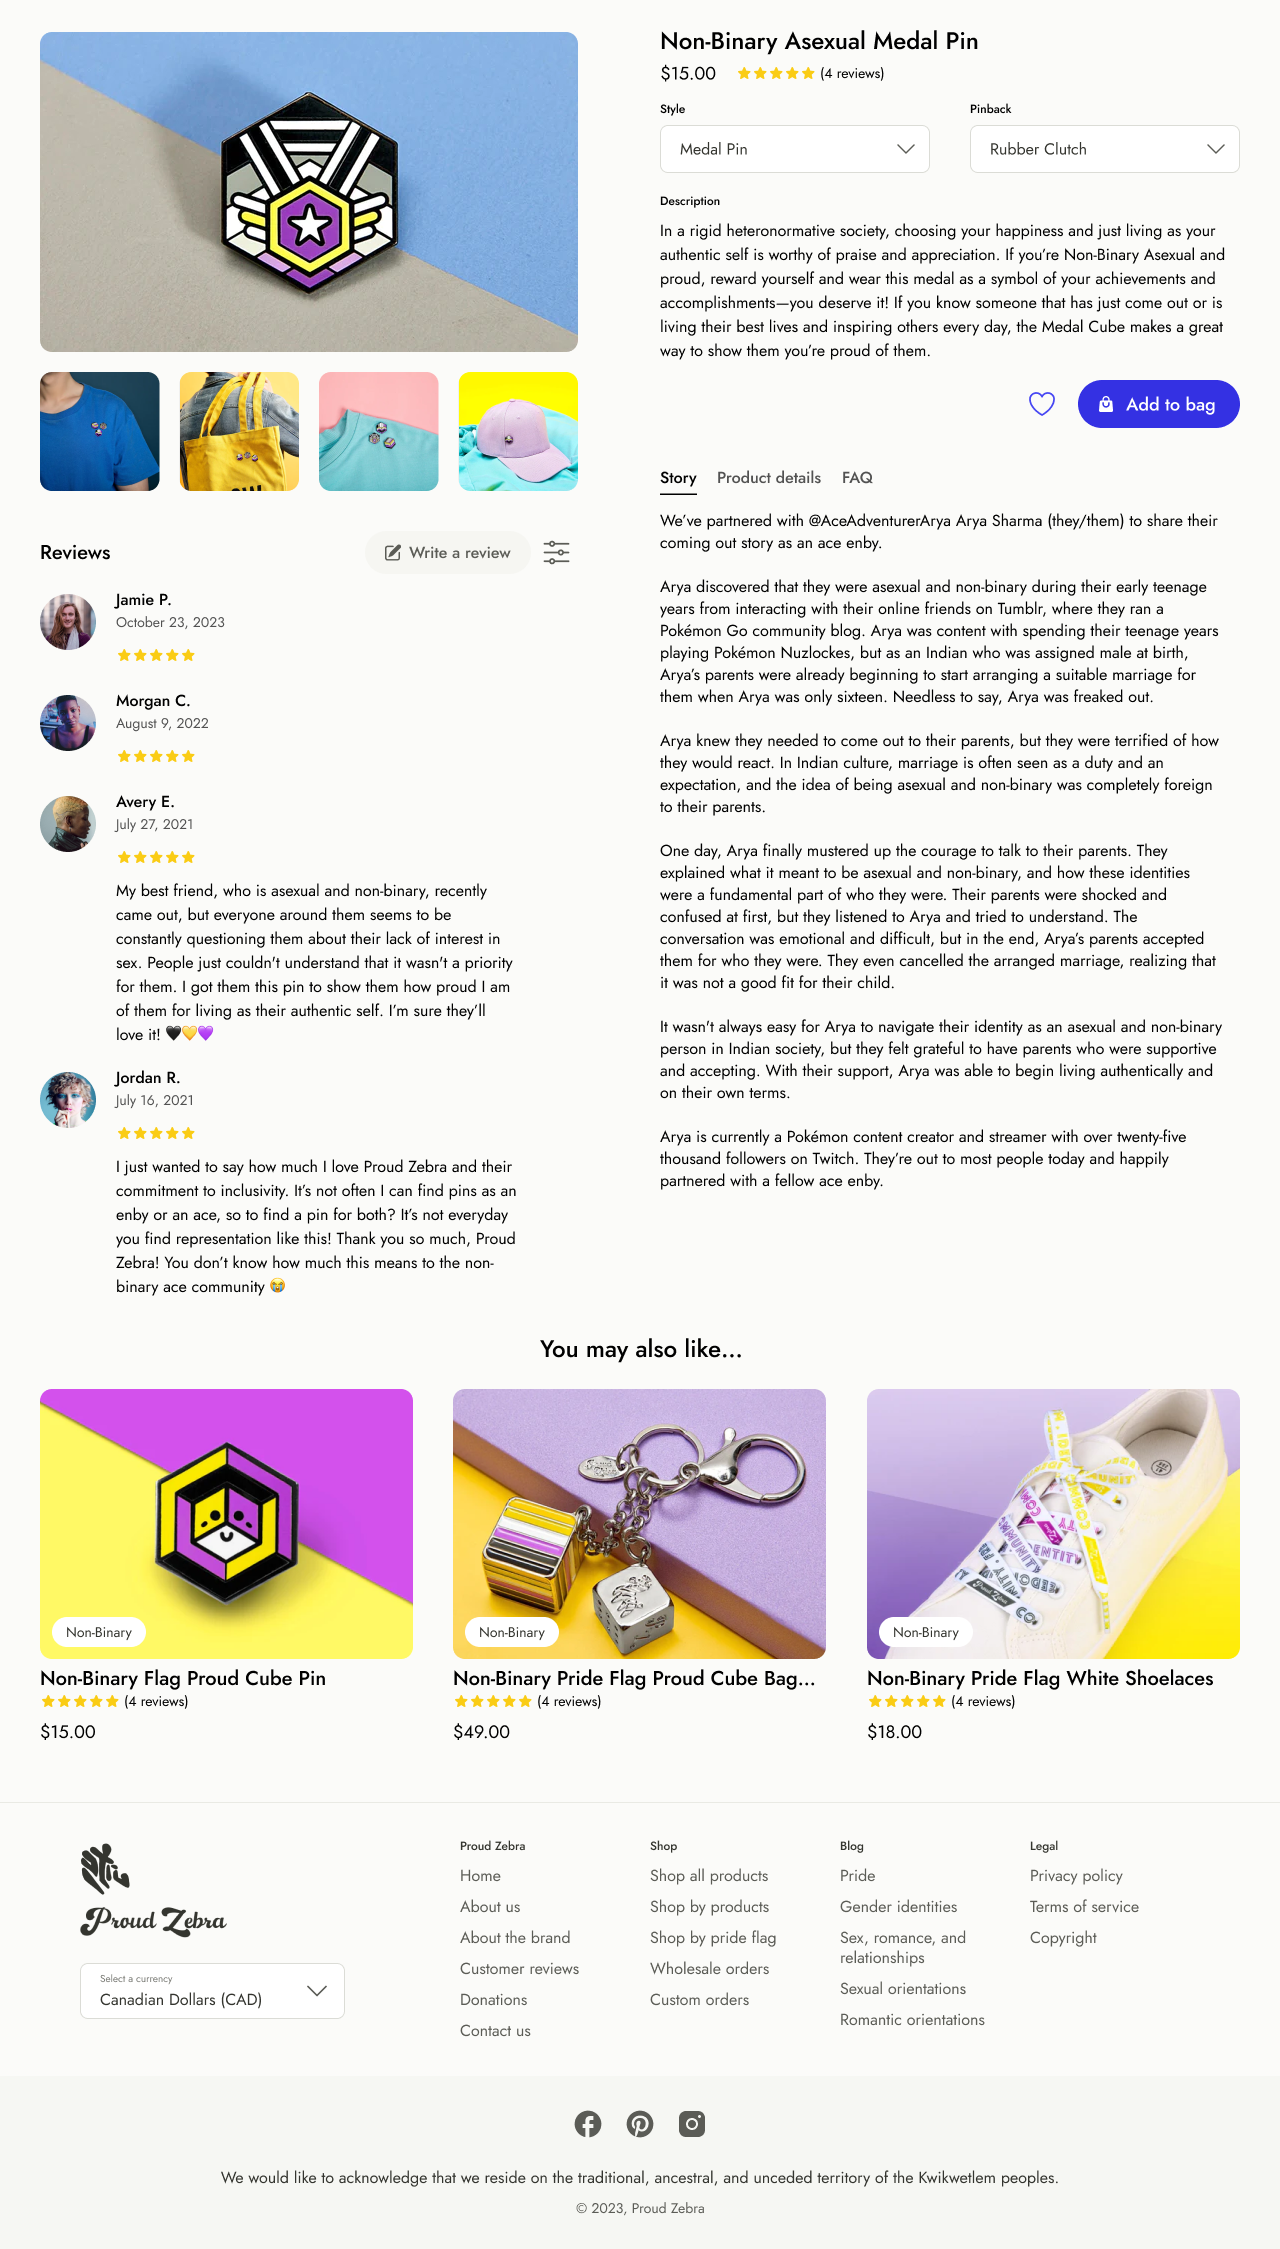 Non-Binary Asexual Medal Pin
$15.00 (4 reviews)
Style
Medal Pin
Pinback
Rubber Clutch
Description
In a rigid heteronormative society, choosing your happiness and just living as your
authentic self is worthy of praise and appreciation. If you’re Non-Binary Asexual and
proud, reward yourself and wear this medal as a symbol of your achievements and
accomplishments—you deserve it! If you know someone that has just come out or is
living their best lives and inspiring others every day, the Medal Cube makes a great
way to show them you’re proud of them.
Add to bag
Story Product details FAQ
We’ve partnered with @AceAdventurerArya Arya Sharma (they/them) to share their
coming out story as an ace enby.
Arya discovered that they were asexual and non-binary during their early teenage
years from interacting with their online friends on Tumblr, where they ran a
Pokémon Go community blog. Arya was content with spending their teenage years
playing Pokémon Nuzlockes, but as an Indian who was assigned male at birth,
Arya’s parents were already beginning to start arranging a suitable marriage for
them when Arya was only sixteen. Needless to say, Arya was freaked out.
Arya knew they needed to come out to their parents, but they were terrified of how
they would react. In Indian culture, marriage is often seen as a duty and an
expectation, and the idea of being asexual and non-binary was completely foreign
to their parents.
One day, Arya finally mustered up the courage to talk to their parents. They
explained what it meant to be asexual and non-binary, and how these identities
were a fundamental part of who they were. Their parents were shocked and
confused at first, but they listened to Arya and tried to understand. The
conversation was emotional and difficult, but in the end, Arya’s parents accepted
them for who they were. They even cancelled the arranged marriage, realizing that
it was not a good fit for their child.
It wasn't always easy for Arya to navigate their identity as an asexual and non-binary
person in Indian society, but they felt grateful to have parents who were supportive
and accepting. With their support, Arya was able to begin living authentically and
on their own terms.
Arya is currently a Pokémon content creator and streamer with over twenty-five
thousand followers on Twitch. They’re out to most people today and happily
partnered with a fellow ace enby.
Reviews
Write a review
Jamie P.
October 23, 2023
Morgan C.
August 9, 2022
Avery E.
July 27, 2021
My best friend, who is asexual and non-binary, recently
came out, but everyone around them seems to be
constantly questioning them about their lack of interest in
sex. People just couldn't understand that it wasn't a priority
for them. I got them this pin to show them how proud I am
of them for living as their authentic self. I’m sure they’ll
love it! 🖤💛💜
Jordan R.
July 16, 2021
I just wanted to say how much I love Proud Zebra and their
commitment to inclusivity. It’s not often I can find pins as an
enby or an ace, so to find a pin for both? It’s not everyday
you find representation like this! Thank you so much, Proud
Zebra! You don’t know how much this means to the non-
binary ace community 😭
You may also like...
Non-Binary
Non-Binary Flag Proud Cube Pin
(4 reviews)
$15.00
Non-Binary
Non-Binary Pride Flag Proud Cube Bag...
(4 reviews)
$49.00
COMMUNITY
IDENTITY
Proud Zebra
Non-Binary
Non-Binary Pride Flag White Shoelaces
(4 reviews)
$18.00
Proud Zebra
Select a currency
Canadian Dollars (CAD)
Proud Zebra
Home
About us
About the brand
Customer reviews
Donations
Contact us
Shop
Shop all products
Shop by products
Shop by pride flag
Wholesale orders
Custom orders
Blog
Pride
Gender identities
Sex, romance, and
relationships
Sexual orientations
Romantic orientations
Legal
Privacy policy
Terms of service
Copyright
We would like to acknowledge that we reside on the traditional, ancestral, and unceded territory of the Kwikwetlem peoples.
© 2023, Proud Zebra